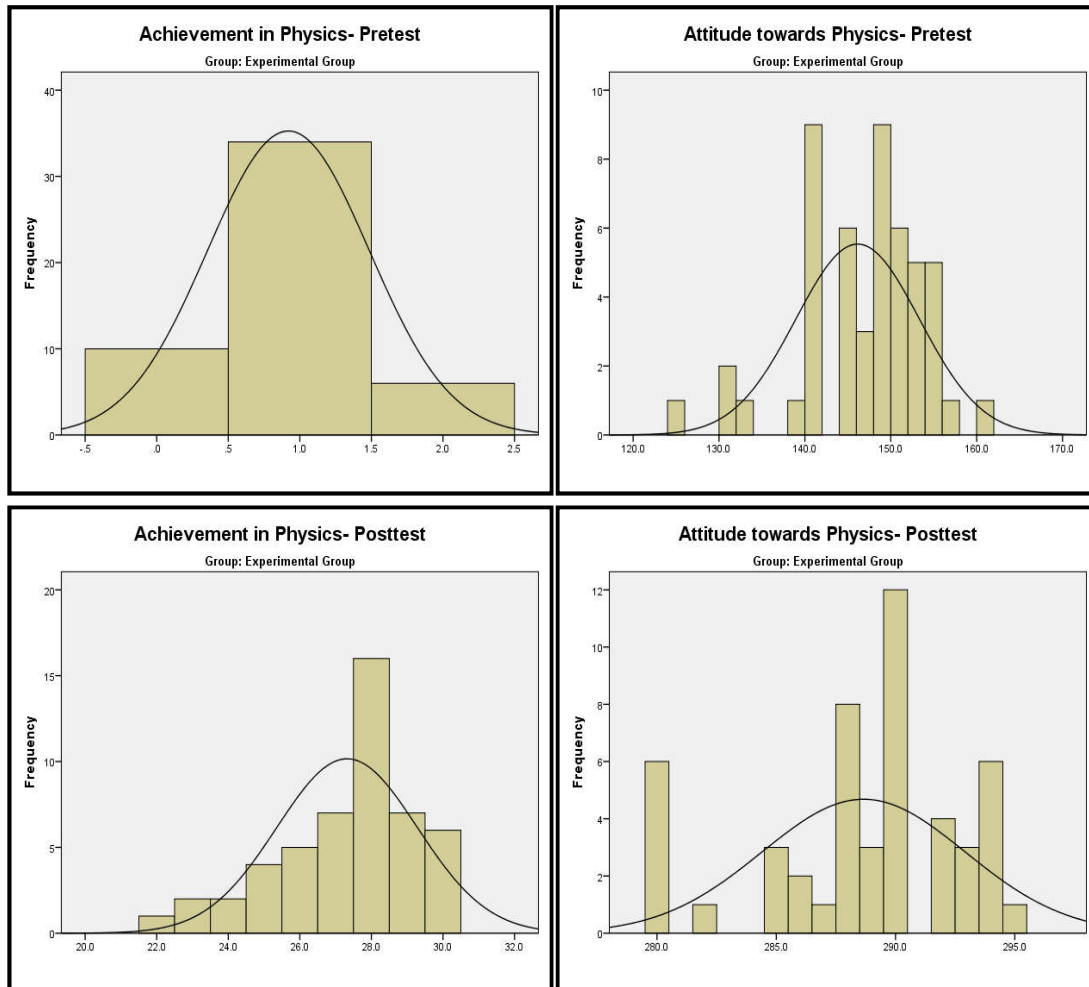 Achievement in Physics- Pretest
Group: Experimental Group
Frequency
40
30
20
10
0
-.5 .0 .5 1.0 1.5 2.0 2.5
Attitude towards Physics- Pretest
Group: Experimental Group
Frequency
10
8
6
4
2
0
120.0 130.0 140.0 150.0 160.0 170.0
Achievement in Physics- Posttest
Group: Experimental Group
Frequency
20
15
10
5
0
20.0 22.0 24.0 26.0 28.0 30.0 32.0
Attitude towards Physics- Posttest
Group: Experimental Group
Frequency
12
10
8
6
4
2
0
280.0 285.0 290.0 295.0